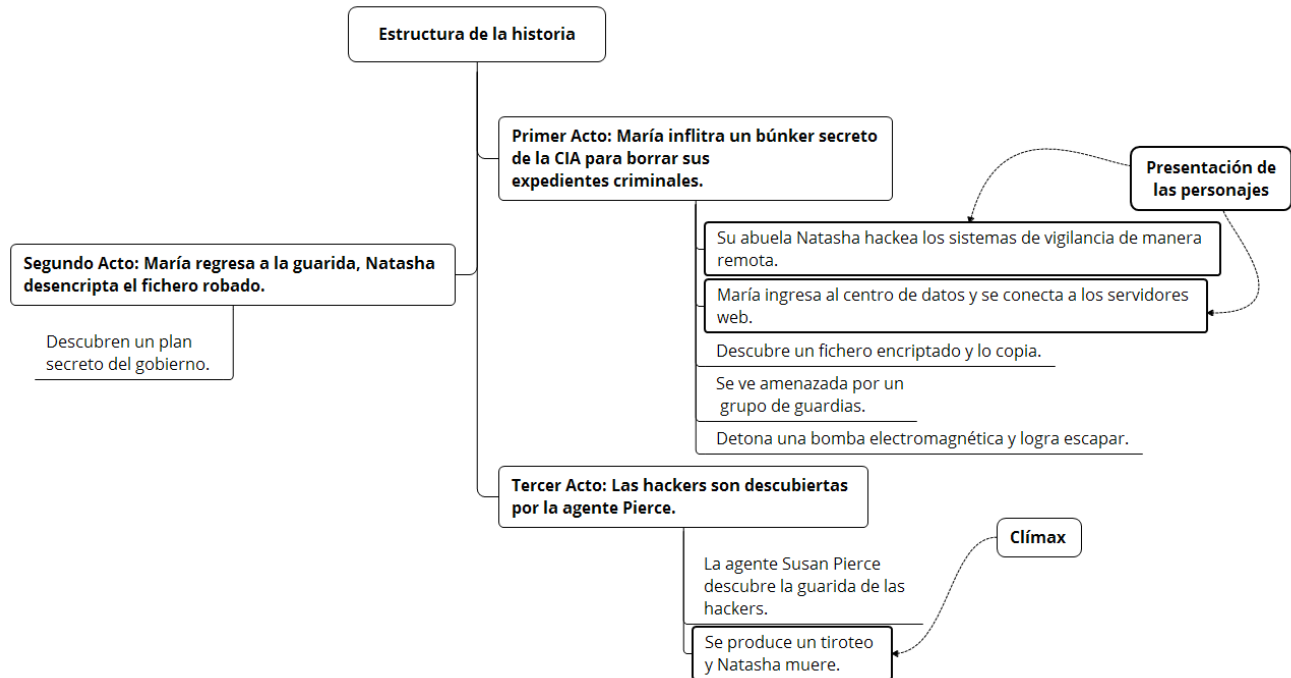 Estructura de la historia
Primer Acto: María inflitra un búnker secreto
de la CIA para borrar sus
expedientes criminales.
Presentación de
las personajes
Su abuela Natasha hackea los sistemas de vigilancia de manera
remota.
María ingresa al centro de datos y se conecta a los servidores
web.
Descubre un fichero encriptado y lo copia.
Se ve amenazada por un
grupo de guardias.
Detona una bomba electromagnética y logra escapar.
Segundo Acto: María regresa a la guarida, Natasha
desencripta el fichero robado.
Descubren un plan
secreto del gobierno.
Tercer Acto: Las hackers son descubiertas
por la agente Pierce.
Clímax
La agente Susan Pierce
descubre la guarida de las
hackers.
Se produce un tiroteo
y Natasha muere.